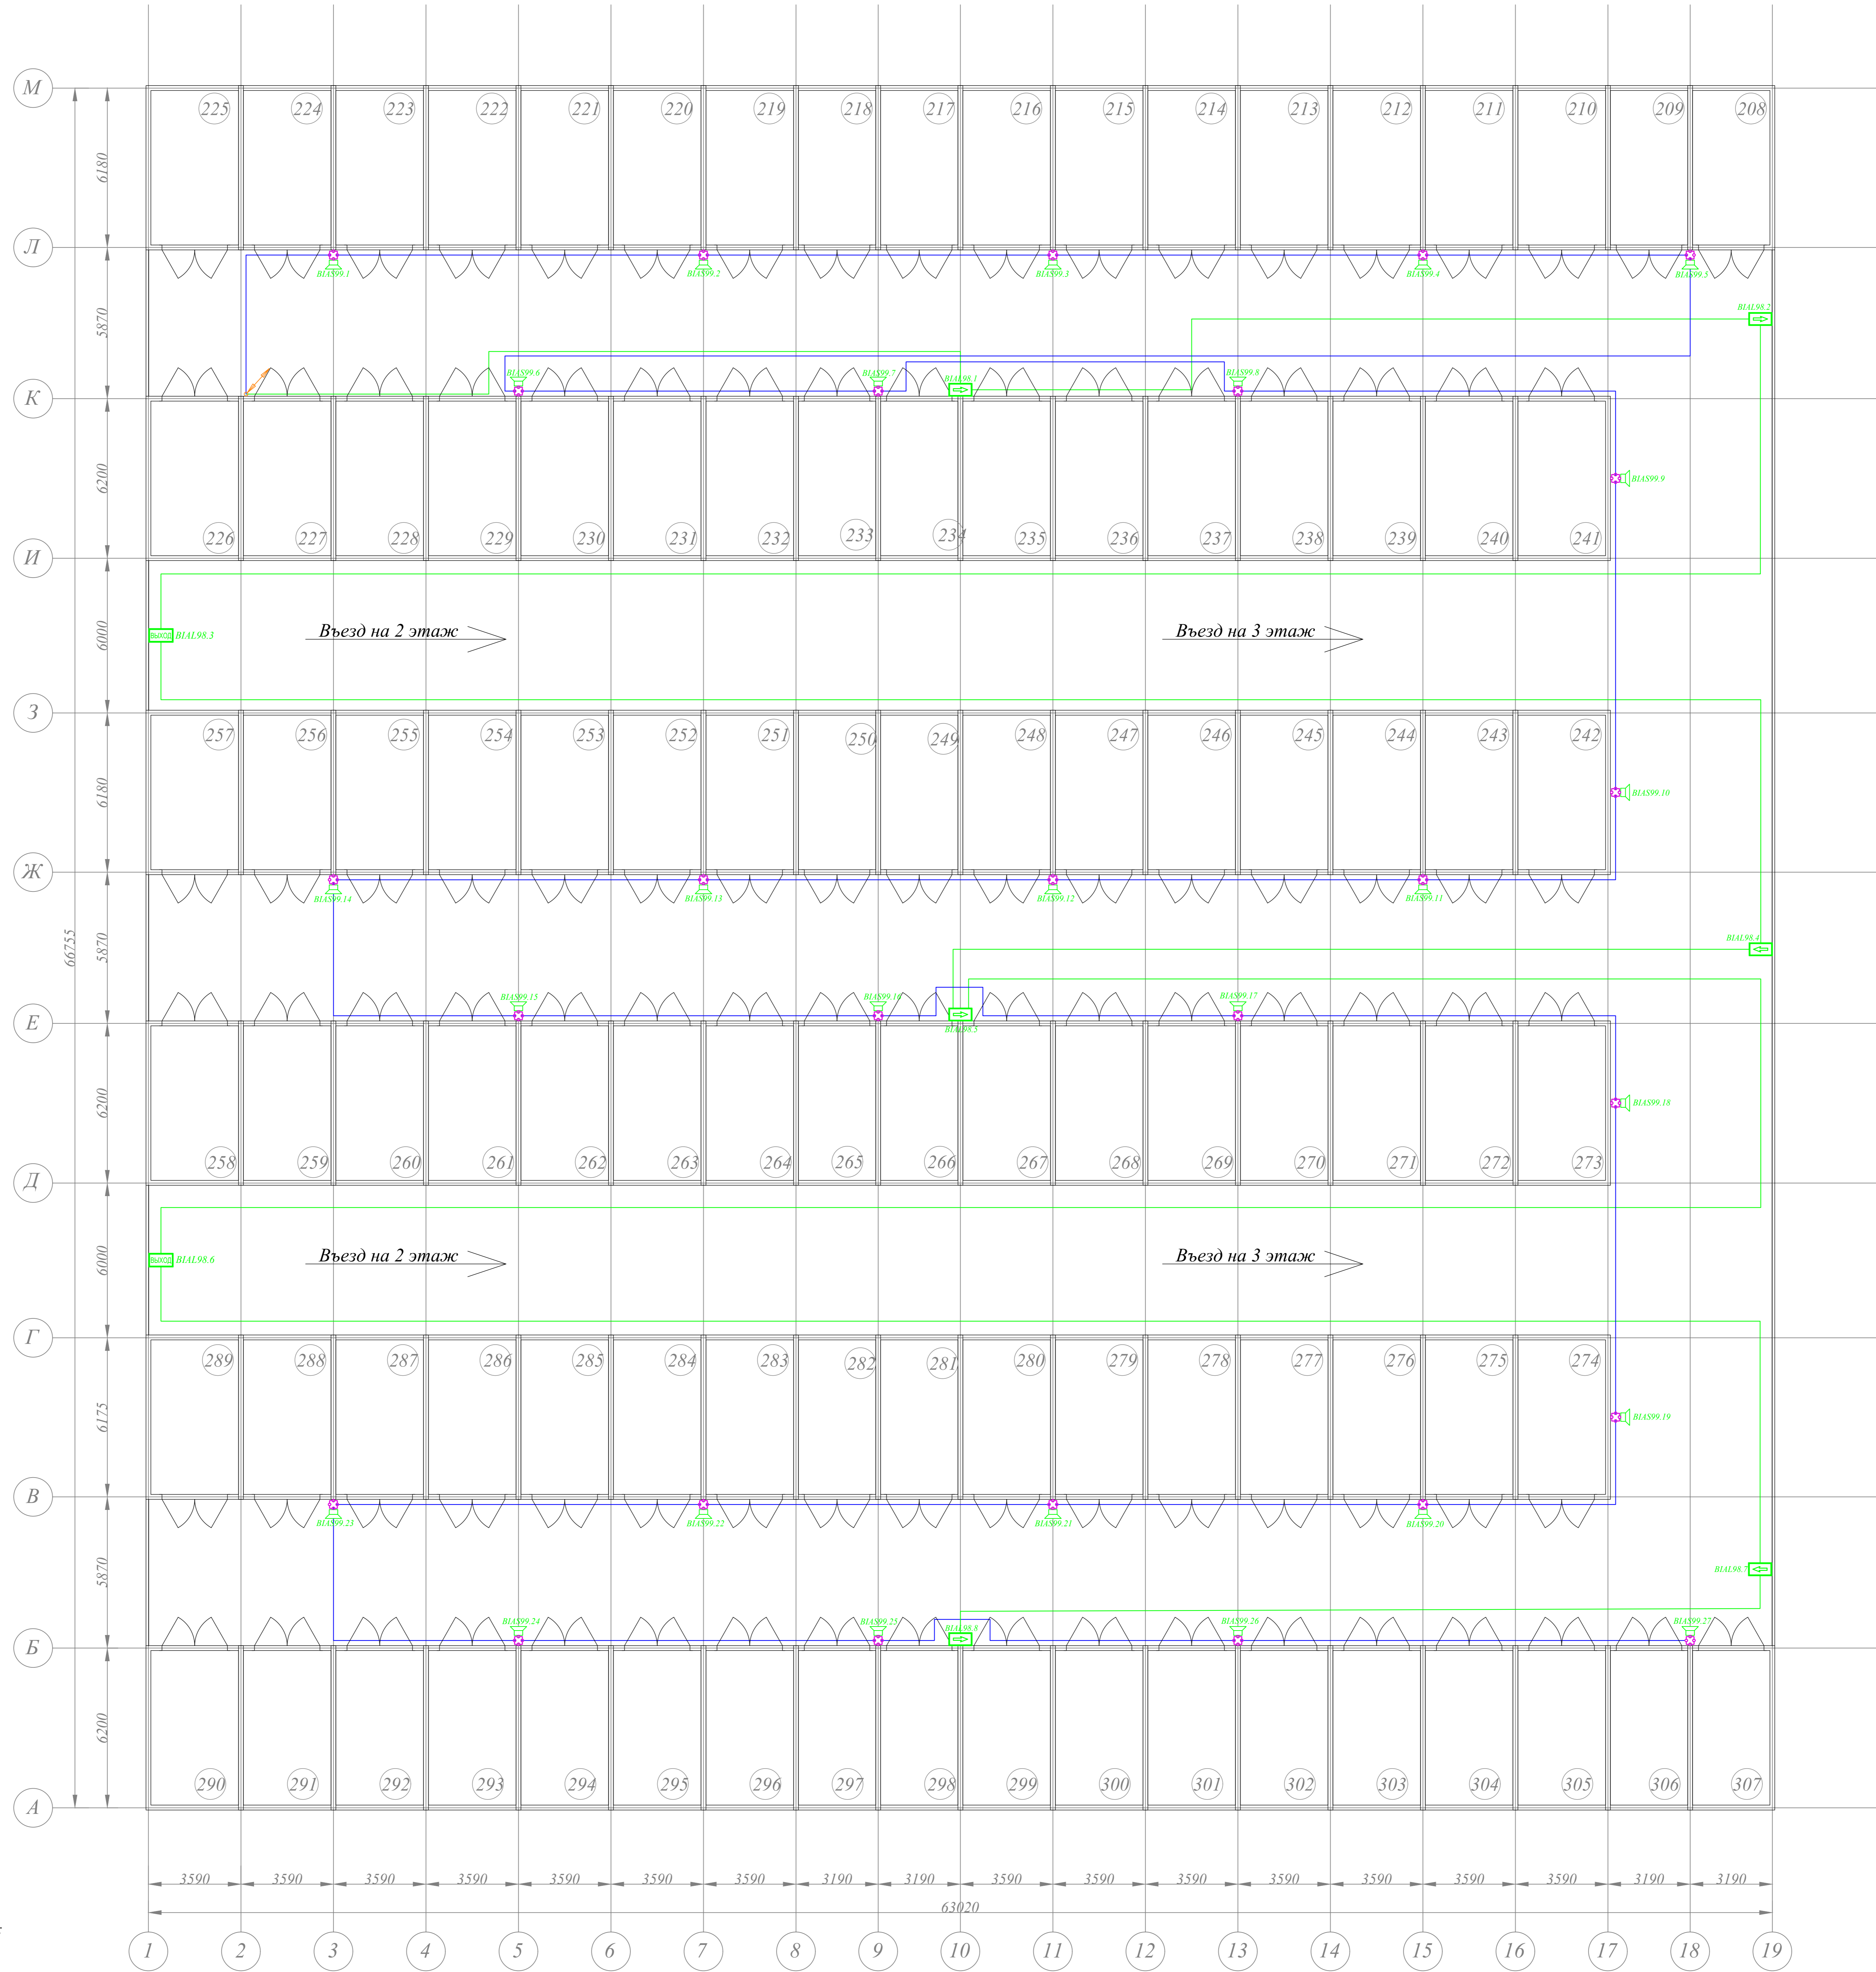 М
225 224 223 222 221 220 219 218 217 216 215 214 213 212 211 210 209 208
6180
Л
BIAS99.1 BIAS99.2 BIAS99.3 BIAS99.4 BIAS99.5
5870
BIAL98.2
BIAS99.6 BIAS99.7 BIAL98.1 BIAS99.8
К
6200
BIAS99.9
226 227 228 229 230 231 232 233 234 235 236 237 238 239 240 241
И
6000
ВЫХОД BIAL98.3
Въезд на 2 этаж
Въезд на 3 этаж
З
257 256 255 254 253 252 251 250 249 248 247 246 245 244 243 242
6180
BIAS99.10
Ж
BIAS99.14 BIAS99.13 BIAS99.12 BIAS99.11
66755
5870
BIAL98.4
BIAS99.15 BIAS99.16 BIAS99.17
Е
BIAL98.5
6200
BIAS99.18
258 259 260 261 262 263 264 265 266 267 268 269 270 271 272 273
Д
6000
ВЫХОД BIAL98.6
Въезд на 2 этаж
Въезд на 3 этаж
Г
289 288 287 286 285 284 283 282 281 280 279 278 277 276 275 274
6175
BIAS99.19
В
BIAS99.23 BIAS99.22 BIAS99.21 BIAS99.20
5870
BIAL98.7
BIAS99.24 BIAS99.25 BIAL98.8 BIAS99.26 BIAS99.27
Б
6200
290 291 292 293 294 295 296 297 298 299 300 301 302 303 304 305 306 307
А
3590 3590 3590 3590 3590 3590 3590 3190 3190 3590 3590 3590 3590 3590 3590 3590 3190 3190
63020
1 2 3 4 5 6 7 8 9 10 11 12 13 14 15 16 17 18 19